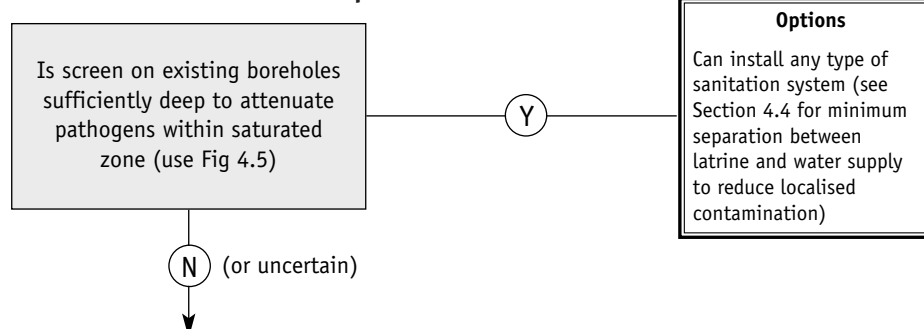 Is screen on existing boreholes
sufficiently deep to attenuate
pathogens within saturated
zone (use Fig 4.5)
Y
Options
Can install any type of
sanitation system (see
Section 4.4 for minimum
separation between
latrine and water supply
to reduce localised
contamination)
N (or uncertain)